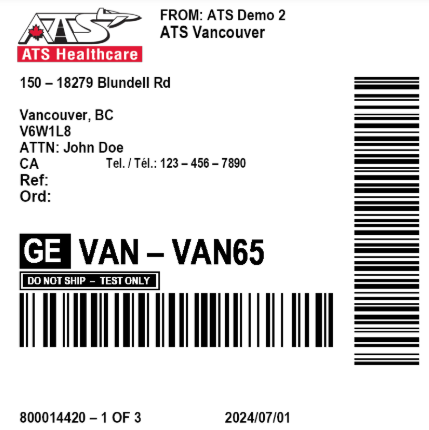 ATS
ATS Healthcare
FROM: ATS Demo 2
ATS Vancouver
150 – 18279 Blundell Rd
Vancouver, BC
V6W1L8
ATTN: John Doe
CA Tel. / Tél.: 123 – 456 – 7890
Ref:
Ord:
GE VAN – VAN65
DO NOT SHIP – TEST ONLY
800014420 – 1 OF 3 2024/07/01